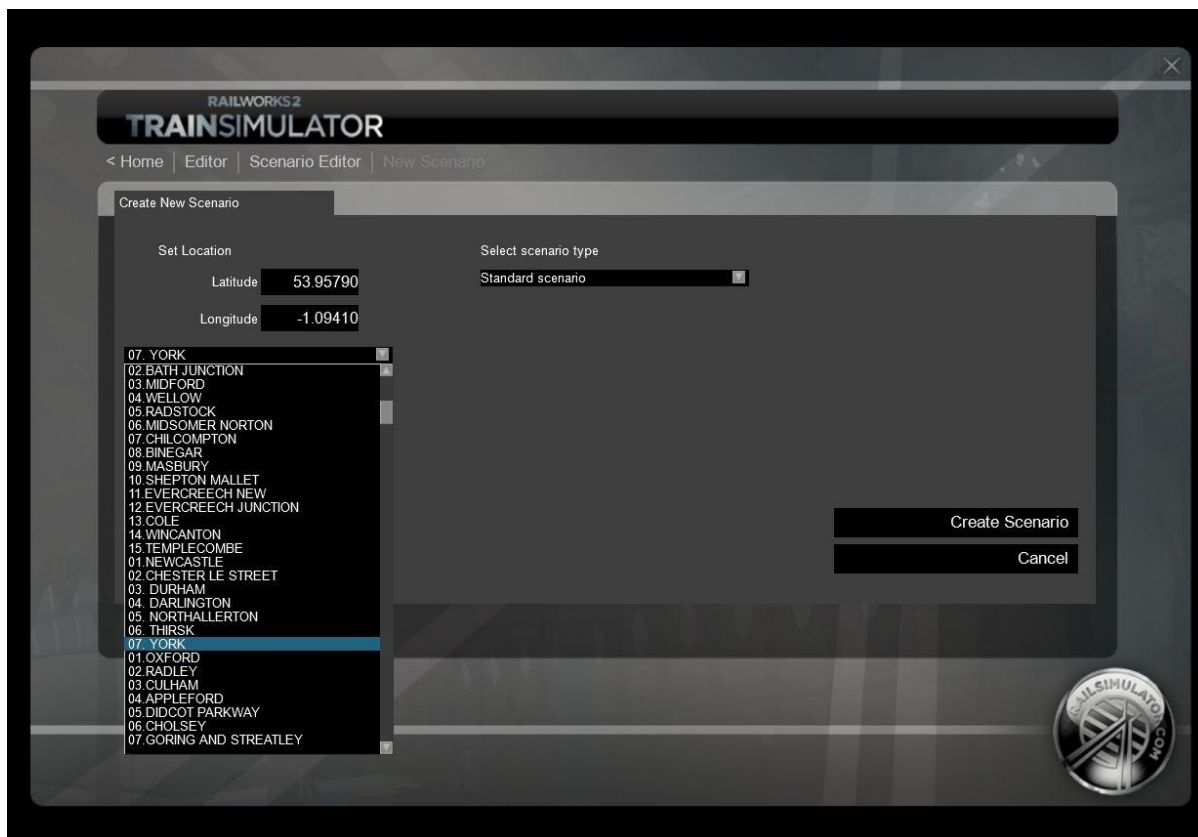 RAILWORKS2
TRAINSIMULATOR
< Home | Editor | Scenario Editor | New Scenario
Create New Scenario
Set Location
Latitude 53.95790
Longitude -1.09410
Select scenario type
Standard scenario
07. YORK
02.BATH JUNCTION
03.MIDFORD
04.WELLOW
05.RADSTOCK
06.MIDSOMER NORTON
07.CHILCOMPTON
08.BINEGAR
09.MASBURY
10.SHEPTON MALLET
11.EVERCREECH NEW
12.EVERCREECH JUNCTION
13.COLE
14.WINCANTON
15.TEMPLECOMBE
01.NEWCASTLE
02.CHESTER LE STREET
03. DURHAM
04. DARLINGTON
05. NORTHALLERTON
06. THIRSK
07. YORK
01.OXFORD
02.RADLEY
03.CULHAM
04.APPLEFORD
05.DIDCOT PARKWAY
06.CHOLSEY
07.GORING AND STREATLEY
Create Scenario
Cancel
RAILSIMULATOR.COM